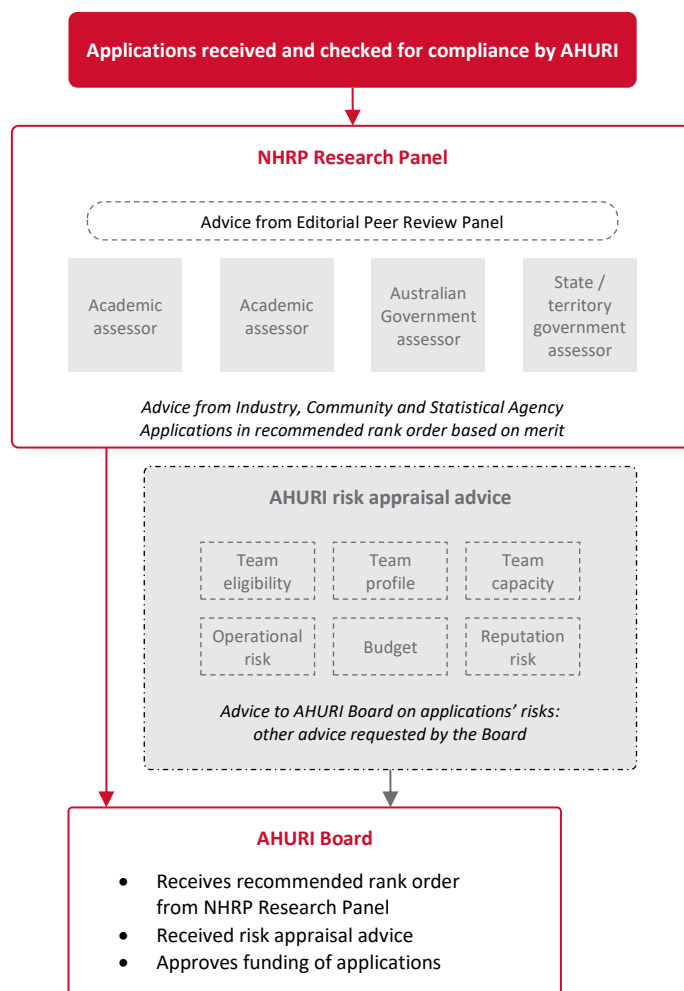 Applications received and checked for compliance by AHURI
NHRP Research Panel
Advice from Editorial Peer Review Panel
Academic
assessor
Academic
assessor
Australian
Government
assessor
State /
territory
government
assessor
Advice from Industry, Community and Statistical Agency
Applications in recommended rank order based on merit
AHURI risk appraisal advice
Team
eligibility
Team
profile
Team
capacity
Operational
risk
Budget
Reputation
risk
Advice to AHURI Board on applications’ risks:
other advice requested by the Board
AHURI Board
• Receives recommended rank order
from NHRP Research Panel
• Received risk appraisal advice
• Approves funding of applications